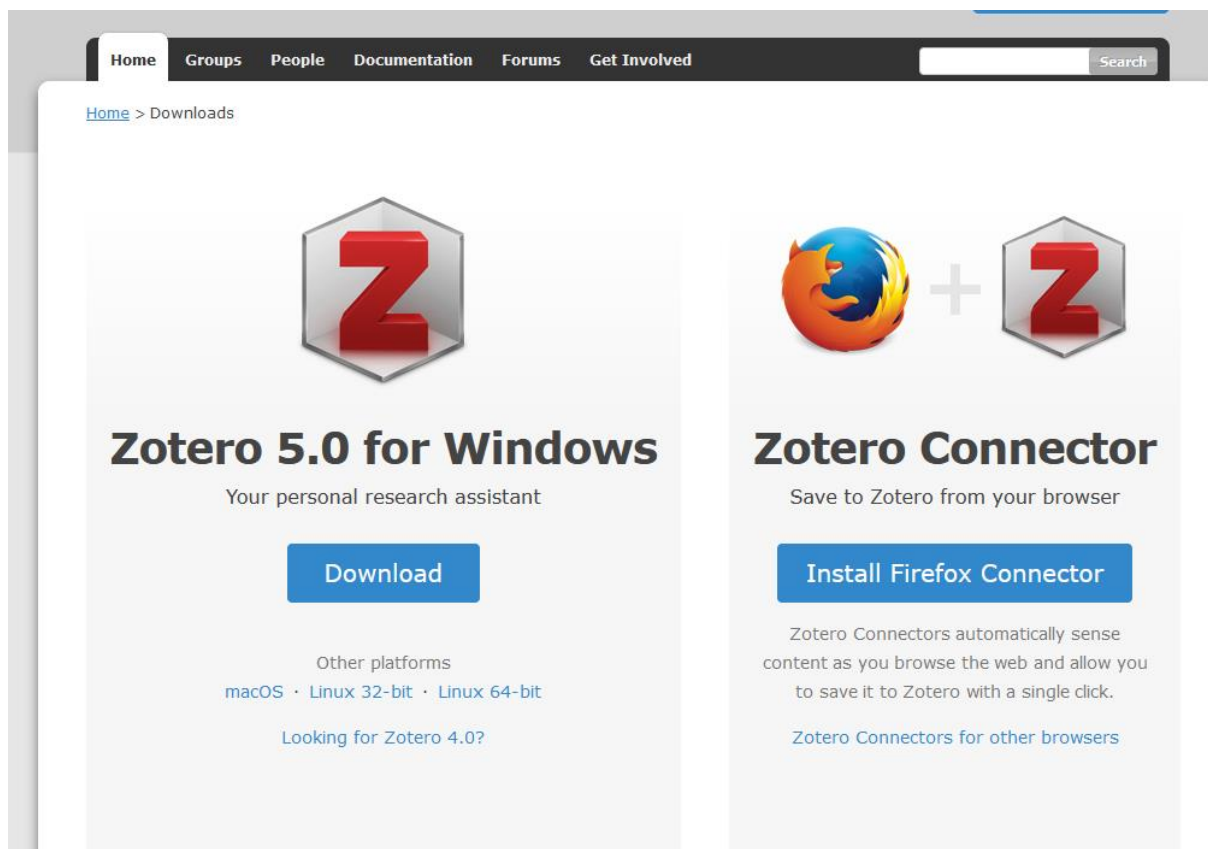 Home Groups People Documentation Forums Get Involved Search
Home > Downloads
Z
Z
Zotero 5.0 for Windows
Your personal research assistant
Download
Other platforms
macOS · Linux 32-bit · Linux 64-bit
Looking for Zotero 4.0?
Zotero Connector
Save to Zotero from your browser
Install Firefox Connector
Zotero Connectors automatically sense
content as you browse the web and allow you
to save it to Zotero with a single click.
Zotero Connectors for other browsers